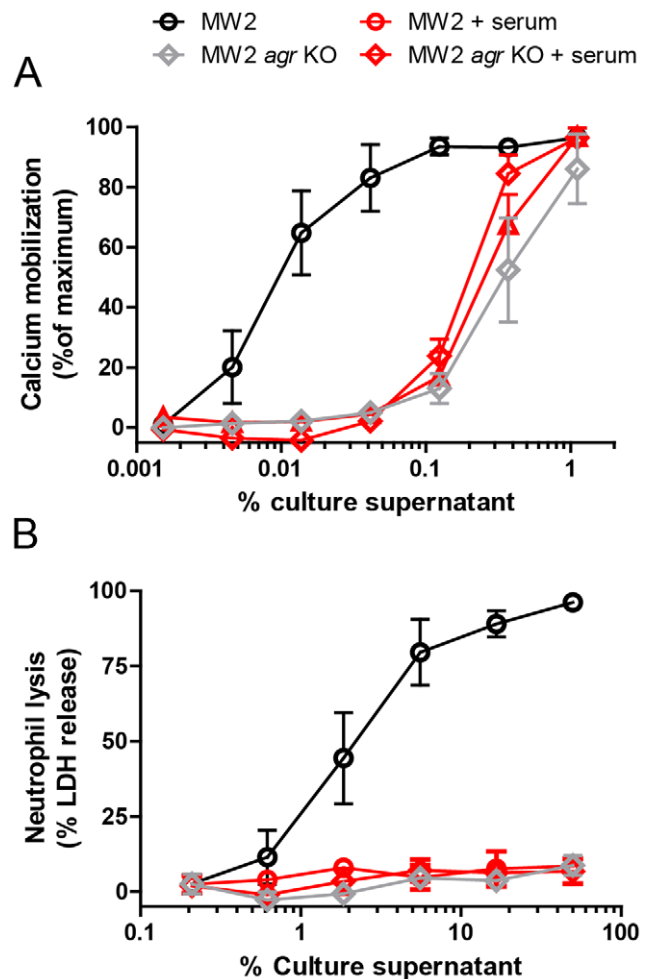 MW2
MW2 + serum
MW2 agr KO
MW2 agr KO + serum
A
Calcium mobilization
(%of maximum)
100
80
60
40
20
0
0.001
0.01
0.1
1
% culture supernatant
B
Neutrophil lysis
(% LDH release)
100
75
50
25
0
0.1
1
10
100
% Culture supernatant